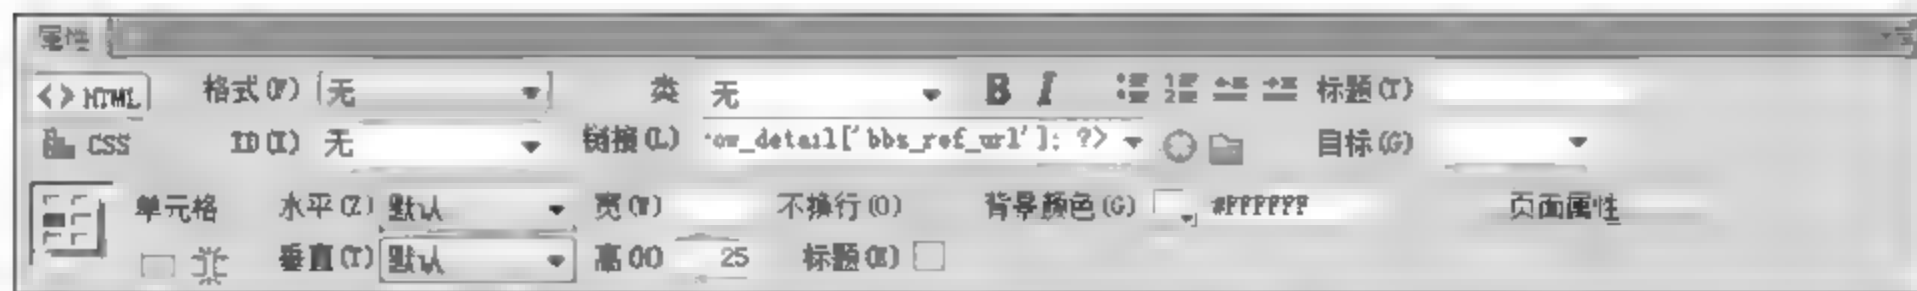 属性
<> HTML 格式(F) 无 类 无 B I 标题(T)
CSS ID(I) 无 链接(L) ow_detail['bbs_ref_url']; ?> 目标(G)
单元格 水平(Z) 默认 宽(W) 不换行(O) 背景颜色(G) #FFFFFF 页面属性
垂直(T) 默认 高(H) 25 标题(E)